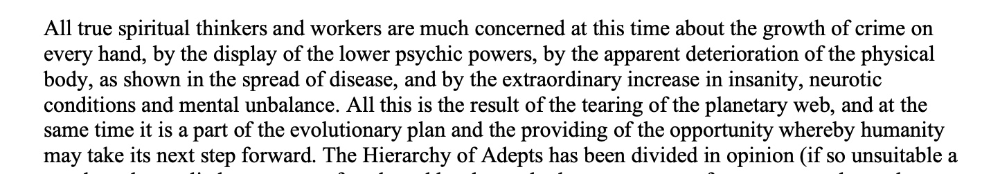 All true spiritual thinkers and workers are much concerned at this time about the growth of crime on
every hand, by the display of the lower psychic powers, by the apparent deterioration of the physical
body, as shown in the spread of disease, and by the extraordinary increase in insanity, neurotic
conditions and mental unbalance. All this is the result of the tearing of the planetary web, and at the
same time it is a part of the evolutionary plan and the providing of the opportunity whereby humanity
may take its next step forward. The Hierarchy of Adepts has been divided in opinion (if so unsuitable a